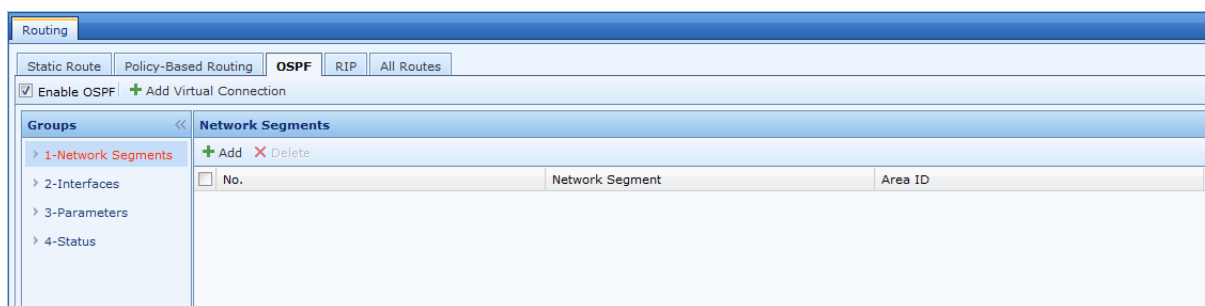 Routing
Static Route Policy-Based Routing OSPF RIP All Routes
Enable OSPF Add Virtual Connection
Groups Network Segments
1-Network Segments Add Delete
No. Network Segment Area ID
2-Interfaces
3-Parameters
4-Status